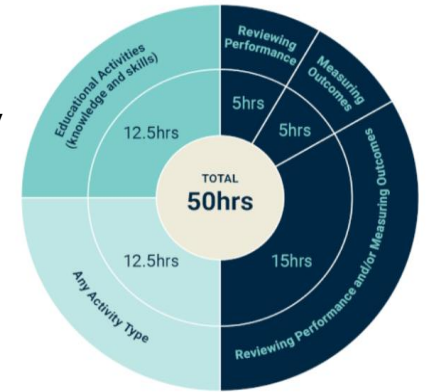 Educational Activities
(knowledge and skills)
12.5hrs
Reviewing
Performance
5hrs
Measuring
Outcomes
5hrs
TOTAL
50hrs
12.5hrs
Any Activity Type
15hrs
Reviewing Performance and/or Measuring Outcomes